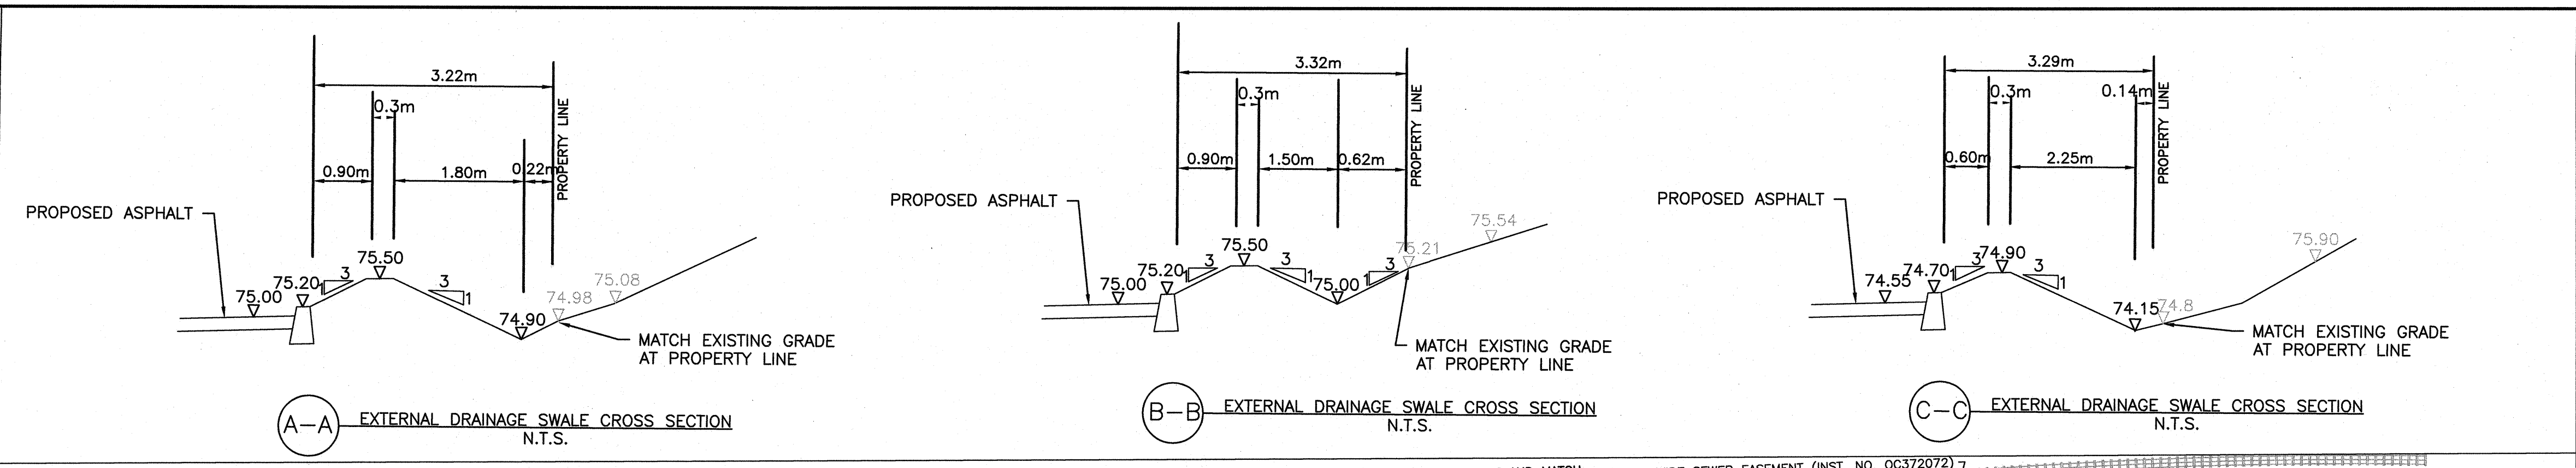 3.22m
0.3m
PROPERTY LINE
0.90m
1.80m
0.22m
PROPOSED ASPHALT
75.50
75.20
75.00
3
1
3
1
75.08
74.98
74.90
MATCH EXISTING GRADE
AT PROPERTY LINE
A-A
EXTERNAL DRAINAGE SWALE CROSS SECTION
N.T.S.
3.32m
0.3m
PROPERTY LINE
0.90m
1.50m
0.62m
PROPOSED ASPHALT
75.54
75.50
75.21
75.20
75.00
3
1
3
1
75.00
3
1
MATCH EXISTING GRADE
AT PROPERTY LINE
B-B
EXTERNAL DRAINAGE SWALE CROSS SECTION
N.T.S.
3.29m
0.3m
0.14m
PROPERTY LINE
0.60m
2.25m
PROPOSED ASPHALT
75.90
74.90
74.70
74.55
3
1
3
1
74.15
74.8
MATCH EXISTING GRADE
AT PROPERTY LINE
C-C
EXTERNAL DRAINAGE SWALE CROSS SECTION
N.T.S.
SEWER EASEMENT (INST. NO. OC372072)